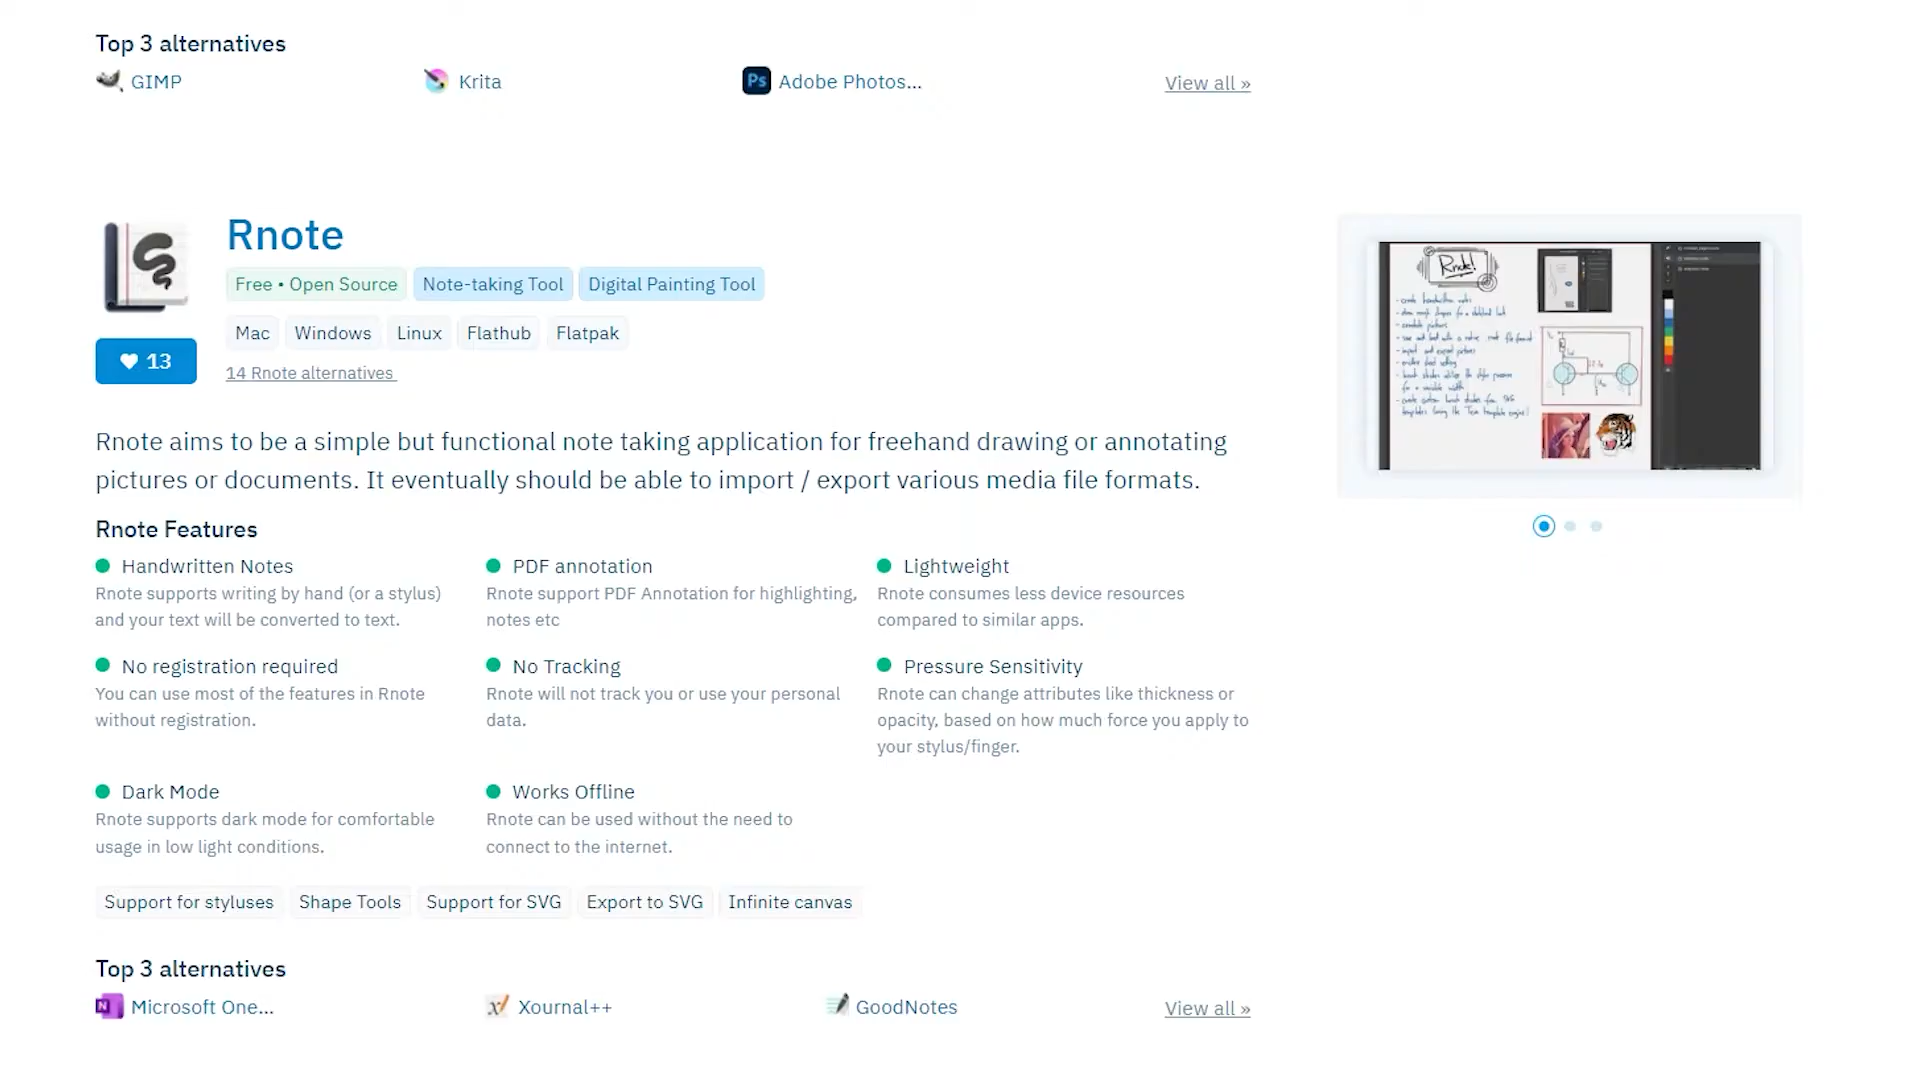 Top 3 alternatives
GIMP
Krita
Ps Adobe Photos...
View all »
Rnote
Free • Open Source
Note-taking Tool
Digital Painting Tool
Mac
Windows
Linux
Flathub
Flatpak
13
14 Rnote alternatives
Rnote!
Rnote aims to be a simple but functional note taking application for freehand drawing or annotating
pictures or documents. It eventually should be able to import / export various media file formats.
Rnote Features
Handwritten Notes
Rnote supports writing by hand (or a stylus)
and your text will be converted to text.
PDF annotation
Rnote support PDF Annotation for highlighting,
notes etc
Lightweight
Rnote consumes less device resources
compared to similar apps.
No registration required
You can use most of the features in Rnote
without registration.
No Tracking
Rnote will not track you or use your personal
data.
Pressure Sensitivity
Rnote can change attributes like thickness or
opacity, based on how much force you apply to
your stylus/finger.
Dark Mode
Rnote supports dark mode for comfortable
usage in low light conditions.
Works Offline
Rnote can be used without the need to
connect to the internet.
Support for styluses
Shape Tools
Support for SVG
Export to SVG
Infinite canvas
Top 3 alternatives
N Microsoft One...
Xournal++
GoodNotes
View all »